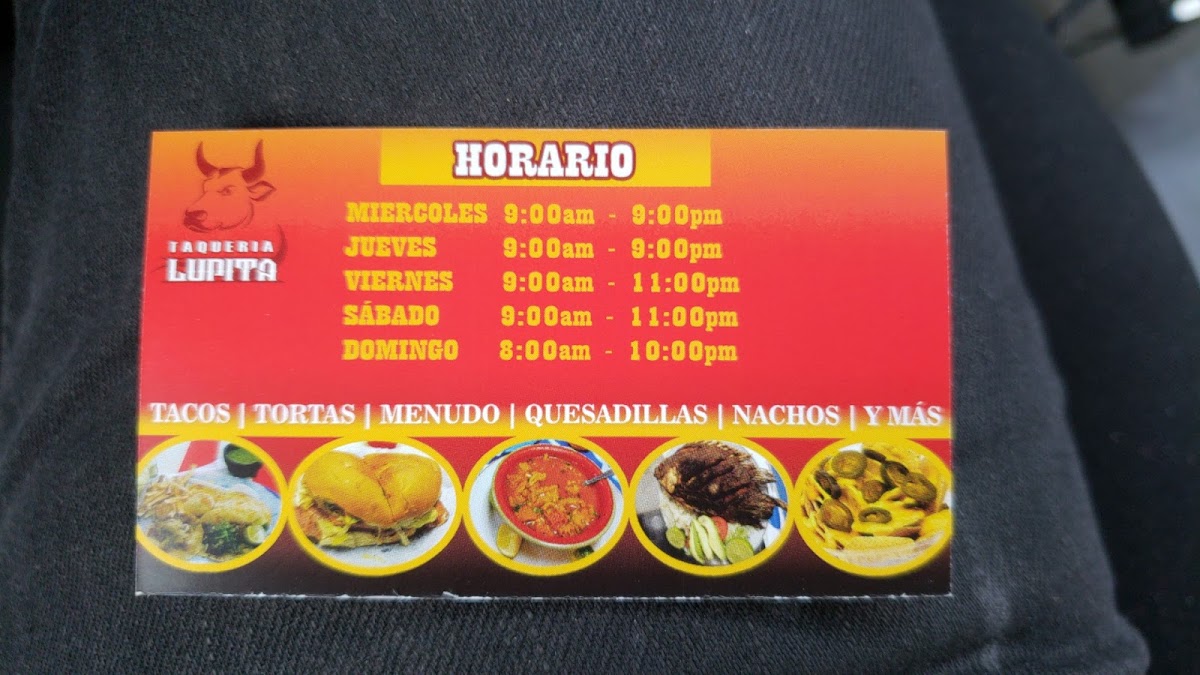 HORARIO
TAQUERIA
LUPITA
MIERCOLES 9:00am - 9:00pm
JUEVES 9:00am - 9:00pm
VIERNES 9:00am - 11:00pm
SÁBADO 9:00am - 11:00pm
DOMINGO 8:00am - 10:00pm
TACOS | TORTAS | MENUDO | QUESADILLAS | NACHOS | Y MÁS